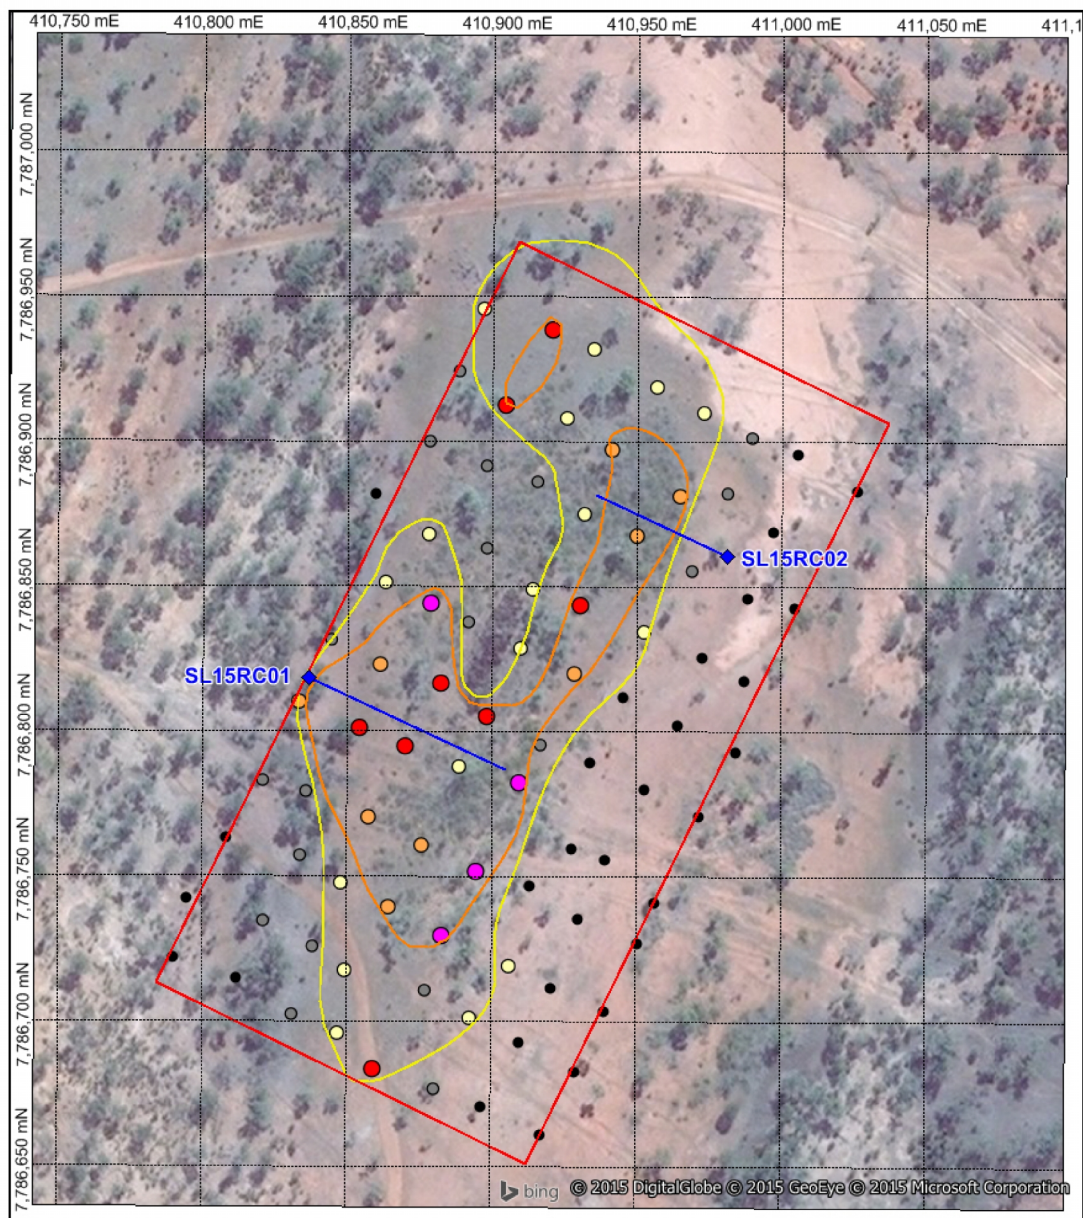 410,750 mE 410,800 mE 410,850 mE 410,900 mE 410,950 mE 411,000 mE 411,050 mE 411,1
7,787,000 mN
7,786,950 mN
7,786,900 mN
7,786,850 mN
7,786,800 mN
7,786,750 mN
7,786,700 mN
7,786,650 mN
SL15RC02
SL15RC01
bing © 2015 DigitalGlobe © 2015 GeoEye © 2015 Microsoft Corporation